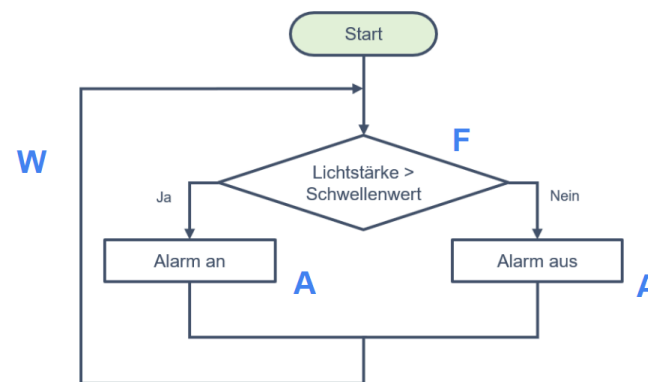 Start
W
F
Lichtstärke >
Schwellenwert
Ja
Nein
Alarm an
A
Alarm aus
A